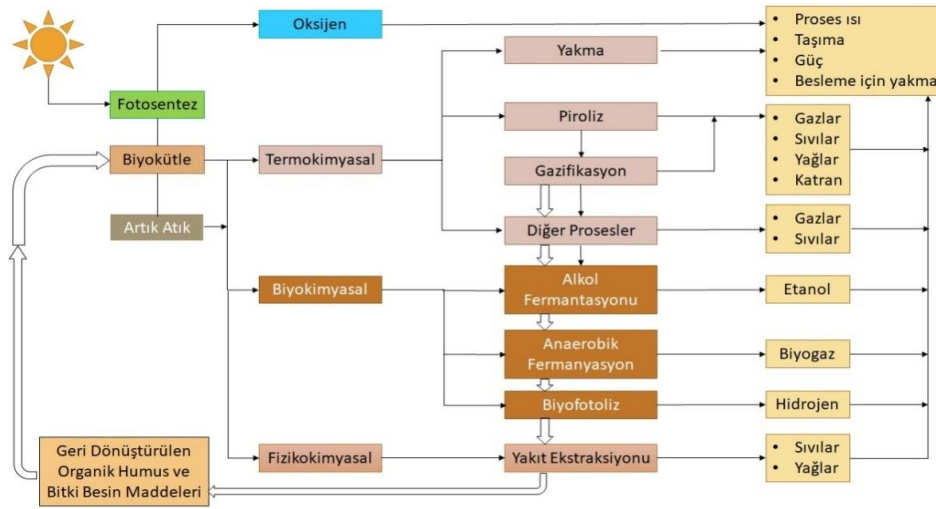 Oksijen
• Proses ısı
• Taşıma
• Güç
• Besleme için yakma
Yakma
Fotosentez
Piroliz
• Gazlar
• Sıvılar
• Yağlar
• Katran
Biyokütle
Termokimyasal
Gazifikasyon
Artık Atık
Diğer Prosesler
• Gazlar
• Sıvılar
Biyokimyasal
Alkol
Fermantasyonu
Etanol
Anaerobik
Fermanyasyon
Biyogaz
Biyofotoliz
Hidrojen
Geri Dönüştürülen
Organik Humus ve
Bitki Besin Maddeleri
Fizikokimyasal
Yakıt Ekstraksiyonu
• Sıvılar
• Yağlar